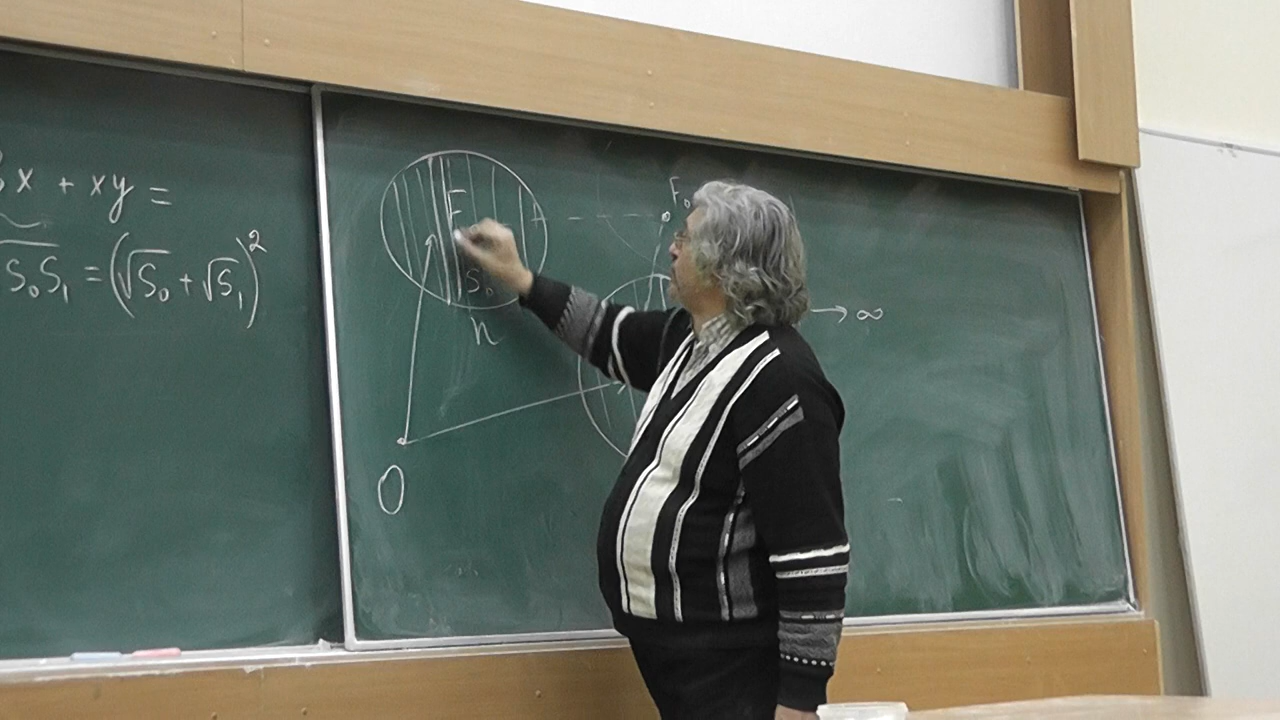 x + xy =
S₀S₁ = (√S₀ + √S₁)²
F
S₀
n
F₀
→ ∞
O